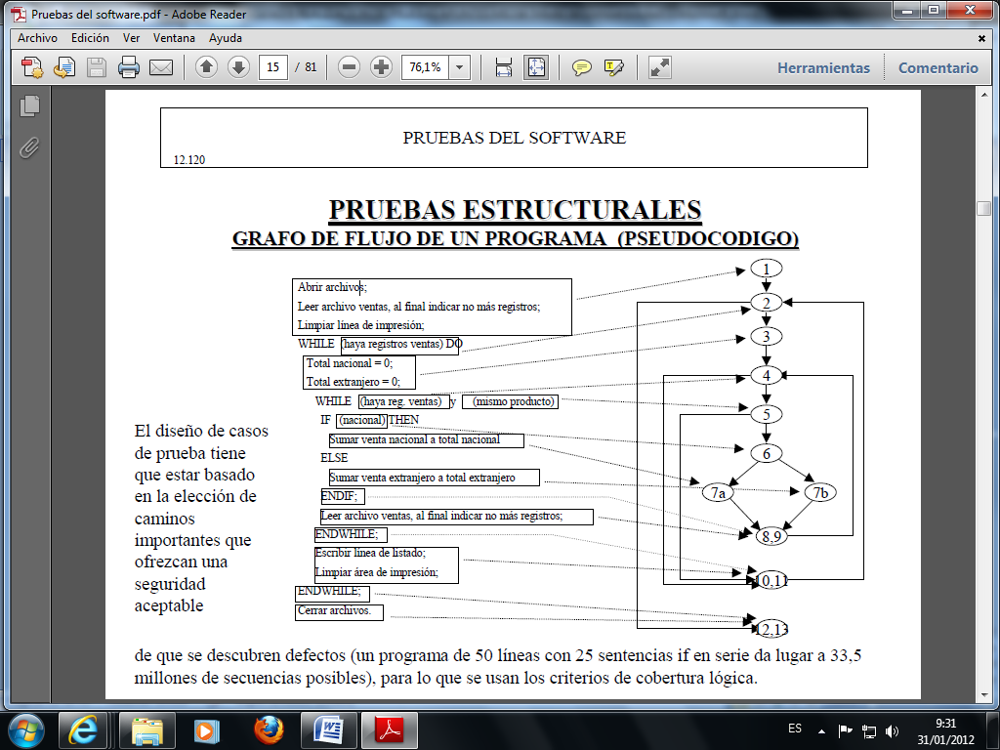 Pruebas del software.pdf - Adobe Reader
Archivo Edición Ver Ventana Ayuda
15 / 81 76,1% Herramientas Comentario
PRUEBAS DEL SOFTWARE
12.120
PRUEBAS ESTRUCTURALES
GRAFO DE FLUJO DE UN PROGRAMA (PSEUDOCODIGO)
Abrir archivos;
Leer archivo ventas, al final indicar no más registros;
Limpiar línea de impresión;
WHILE (haya registros ventas) DO
Total nacional = 0;
Total extranjero = 0;
WHILE (haya reg. ventas) y (mismo producto)
IF (nacional) THEN
Sumar venta nacional a total nacional
ELSE
Sumar venta extranjero a total extranjero
ENDIF;
Leer archivo ventas, al final indicar no más registros;
ENDWHILE;
Escribir línea de listado;
Limpiar área de impresión;
ENDWHILE;
Cerrar archivos.
1
2
3
4
5
6
7a 7b
8,9
10,11
12,13
El diseño de casos
de prueba tiene
que estar basado
en la elección de
caminos
importantes que
ofrezcan una
seguridad
aceptable
de que se descubren defectos (un programa de 50 líneas con 25 sentencias if en serie da lugar a 33,5
millones de secuencias posibles), para lo que se usan los criterios de cobertura lógica.
ES
9:31
31/01/2012